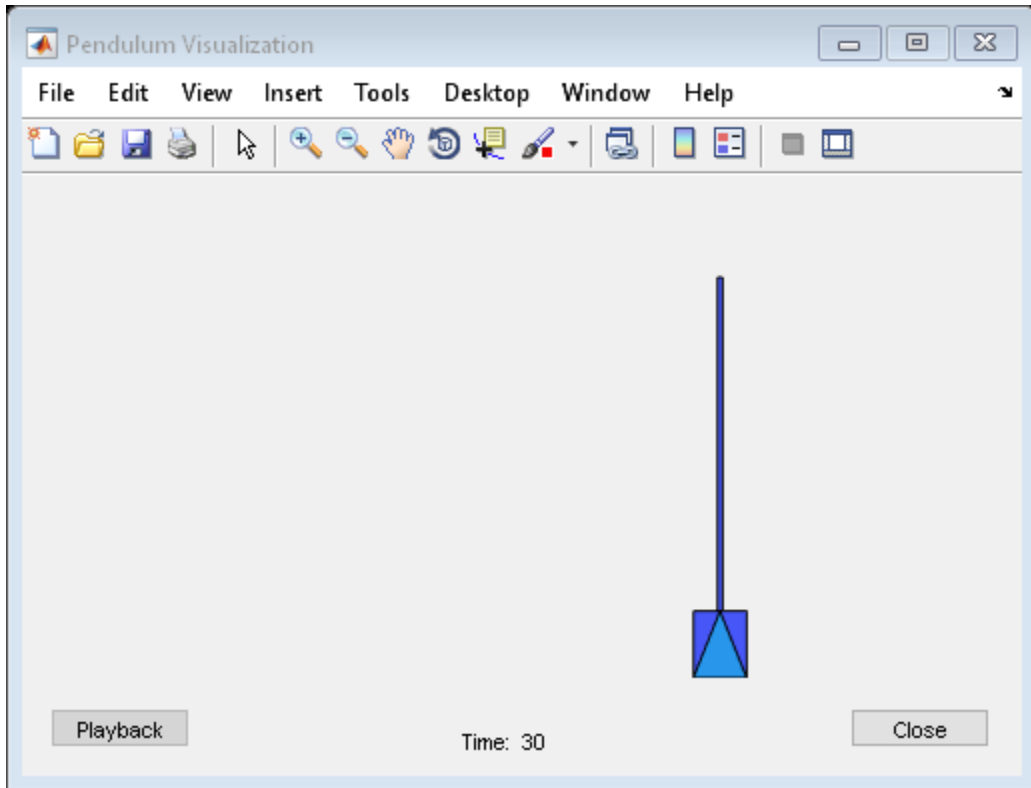 Pendulum Visualization
File Edit View Insert Tools Desktop Window Help
Playback
Time: 30
Close